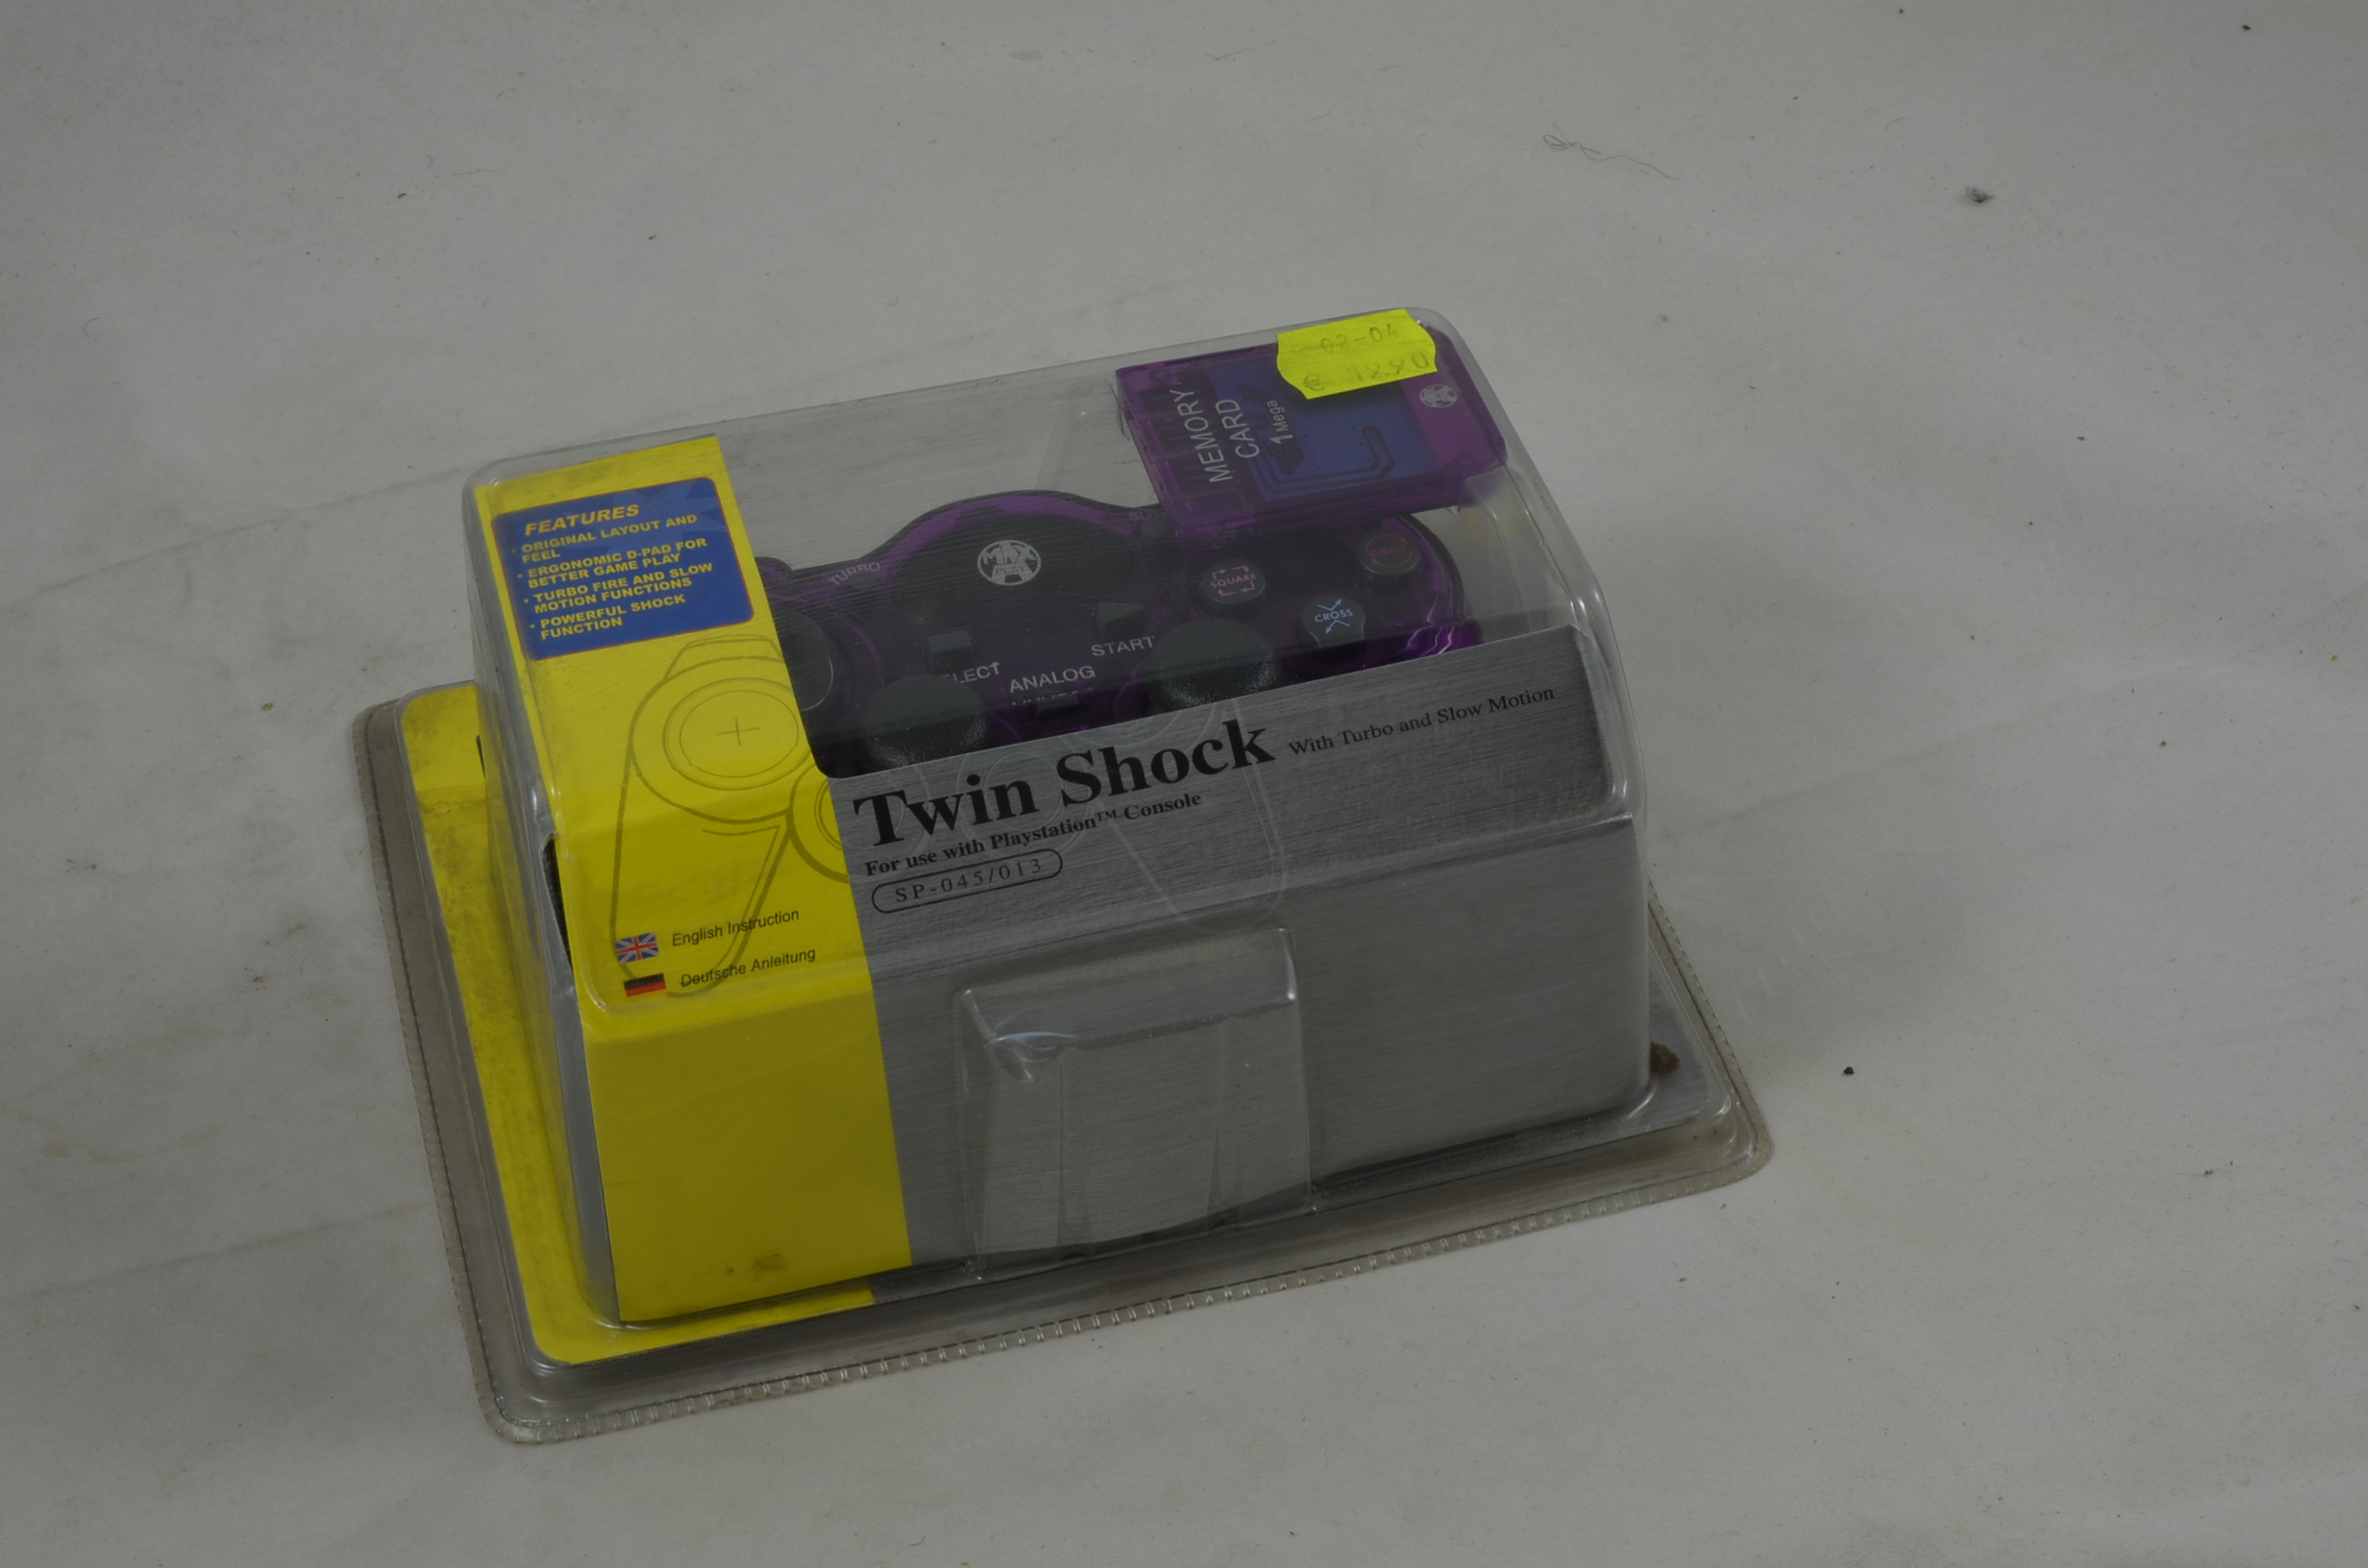 02-04
€ 12.90
MEMORY
CARD
1 Mega
FEATURES
• ORIGINAL LAYOUT AND
FEEL
• ERGONOMIC D-PAD FOR
BETTER GAME PLAY
• TURBO FIRE AND SLOW
MOTION FUNCTIONS
• POWERFUL SHOCK
FUNCTION
TURBO
MAX
PLAY
SQUARE
CIRCLE
CROSS
START
ANALOG
Twin Shock With Turbo and Slow Motion
For use with Playstation™ Console
SP-045/013
English Instruction
Deutsche Anleitung